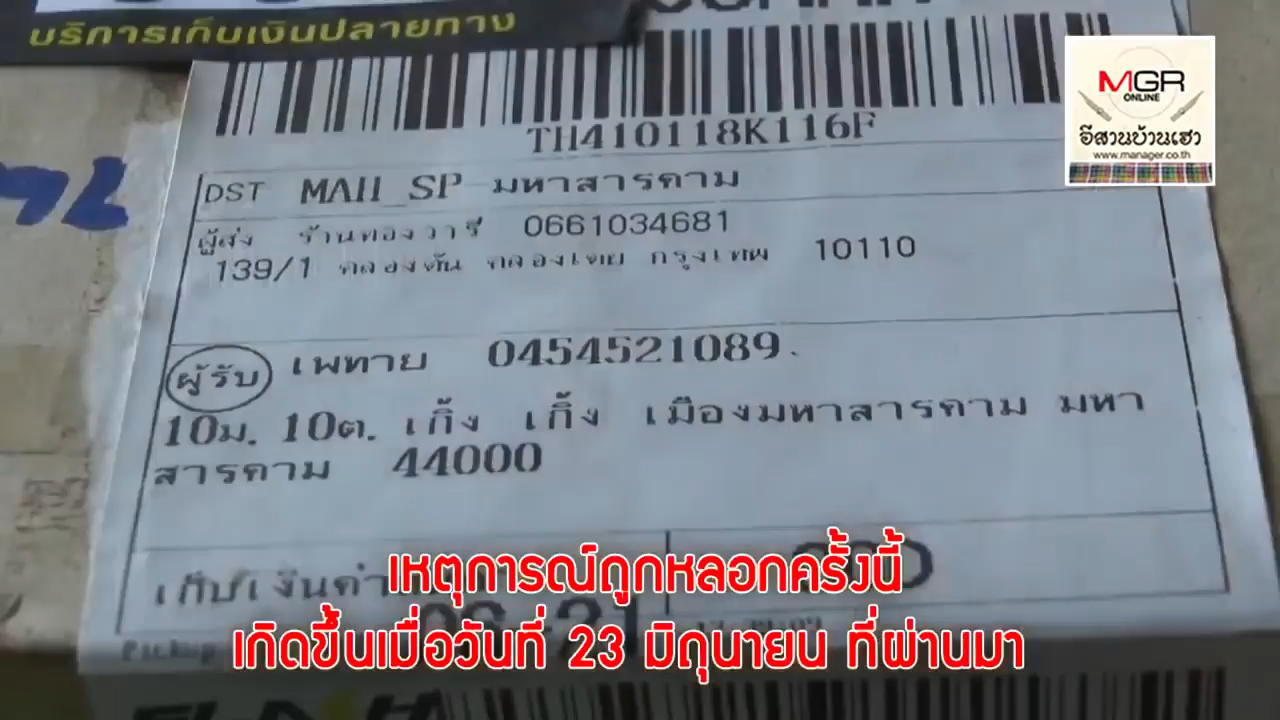 บริการเก็บเงินปลายทาง
MGR
ONLINE
อีสานบ้านเฮา
www.manager.co.th
TH410118K116F
DST MAH_SP มหาสารคาม
ผู้ส่ง ร้านทองวารี 0661034681
139/1 คลองตัน คลองเตย กรุงเทพ 10110
ผู้รับ เพทาย 0454521089
10ม. 10ต. เกิ้ง เกิ้ง เมืองมหาสารคาม มหา
สารคาม 44000
เหตุการณ์ถูกหลอกครั้งนี้
เก็บเงินค่า
เกิดขึ้นเมื่อวันที่ 23 มิถุนายน ที่ผ่านมา